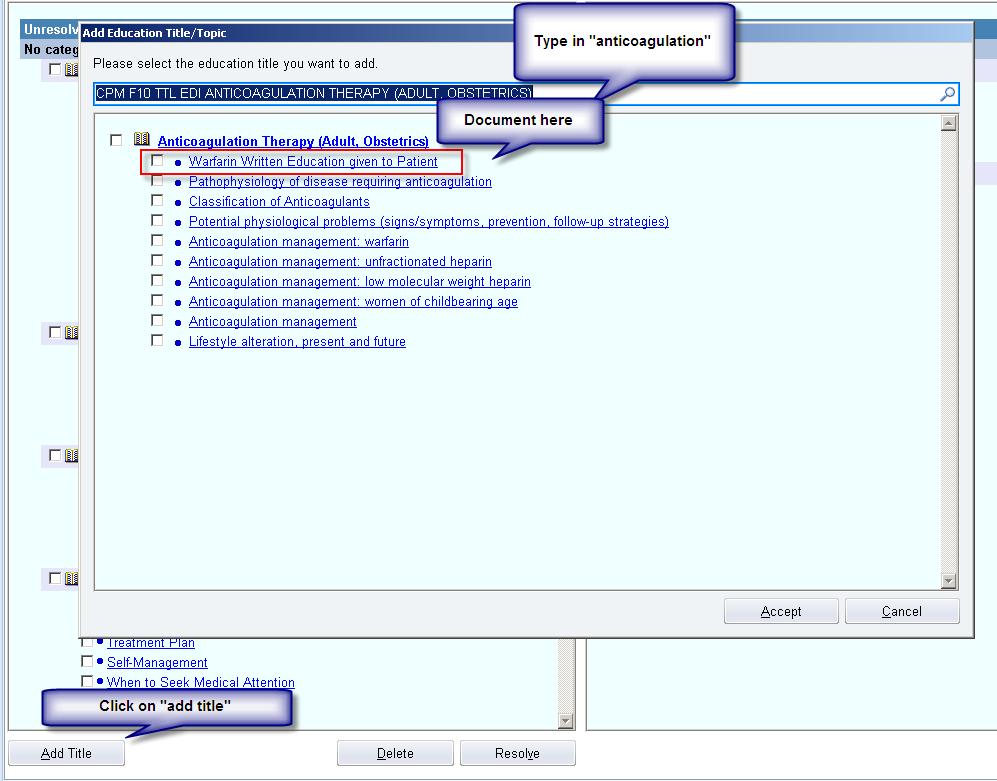 Unresolv
No categ
Add Education Title/Topic
Type in "anticoagulation"
Please select the education title you want to add.
CPM F10 TTL EDI ANTICOAGULATION THERAPY (ADULT, OBSTETRICS)
Document here
Anticoagulation Therapy (Adult, Obstetrics)
Warfarin Written Education given to Patient
Pathophysiology of disease requiring anticoagulation
Classification of Anticoagulants
Potential physiological problems (signs/symptoms, prevention, follow-up strategies)
Anticoagulation management: warfarin
Anticoagulation management: unfractionated heparin
Anticoagulation management: low molecular weight heparin
Anticoagulation management: women of childbearing age
Anticoagulation management
Lifestyle alteration, present and future
Accept Cancel
Treatment Plan
Self-Management
When to Seek Medical Attention
Click on "add title"
Add Title Delete Resolve